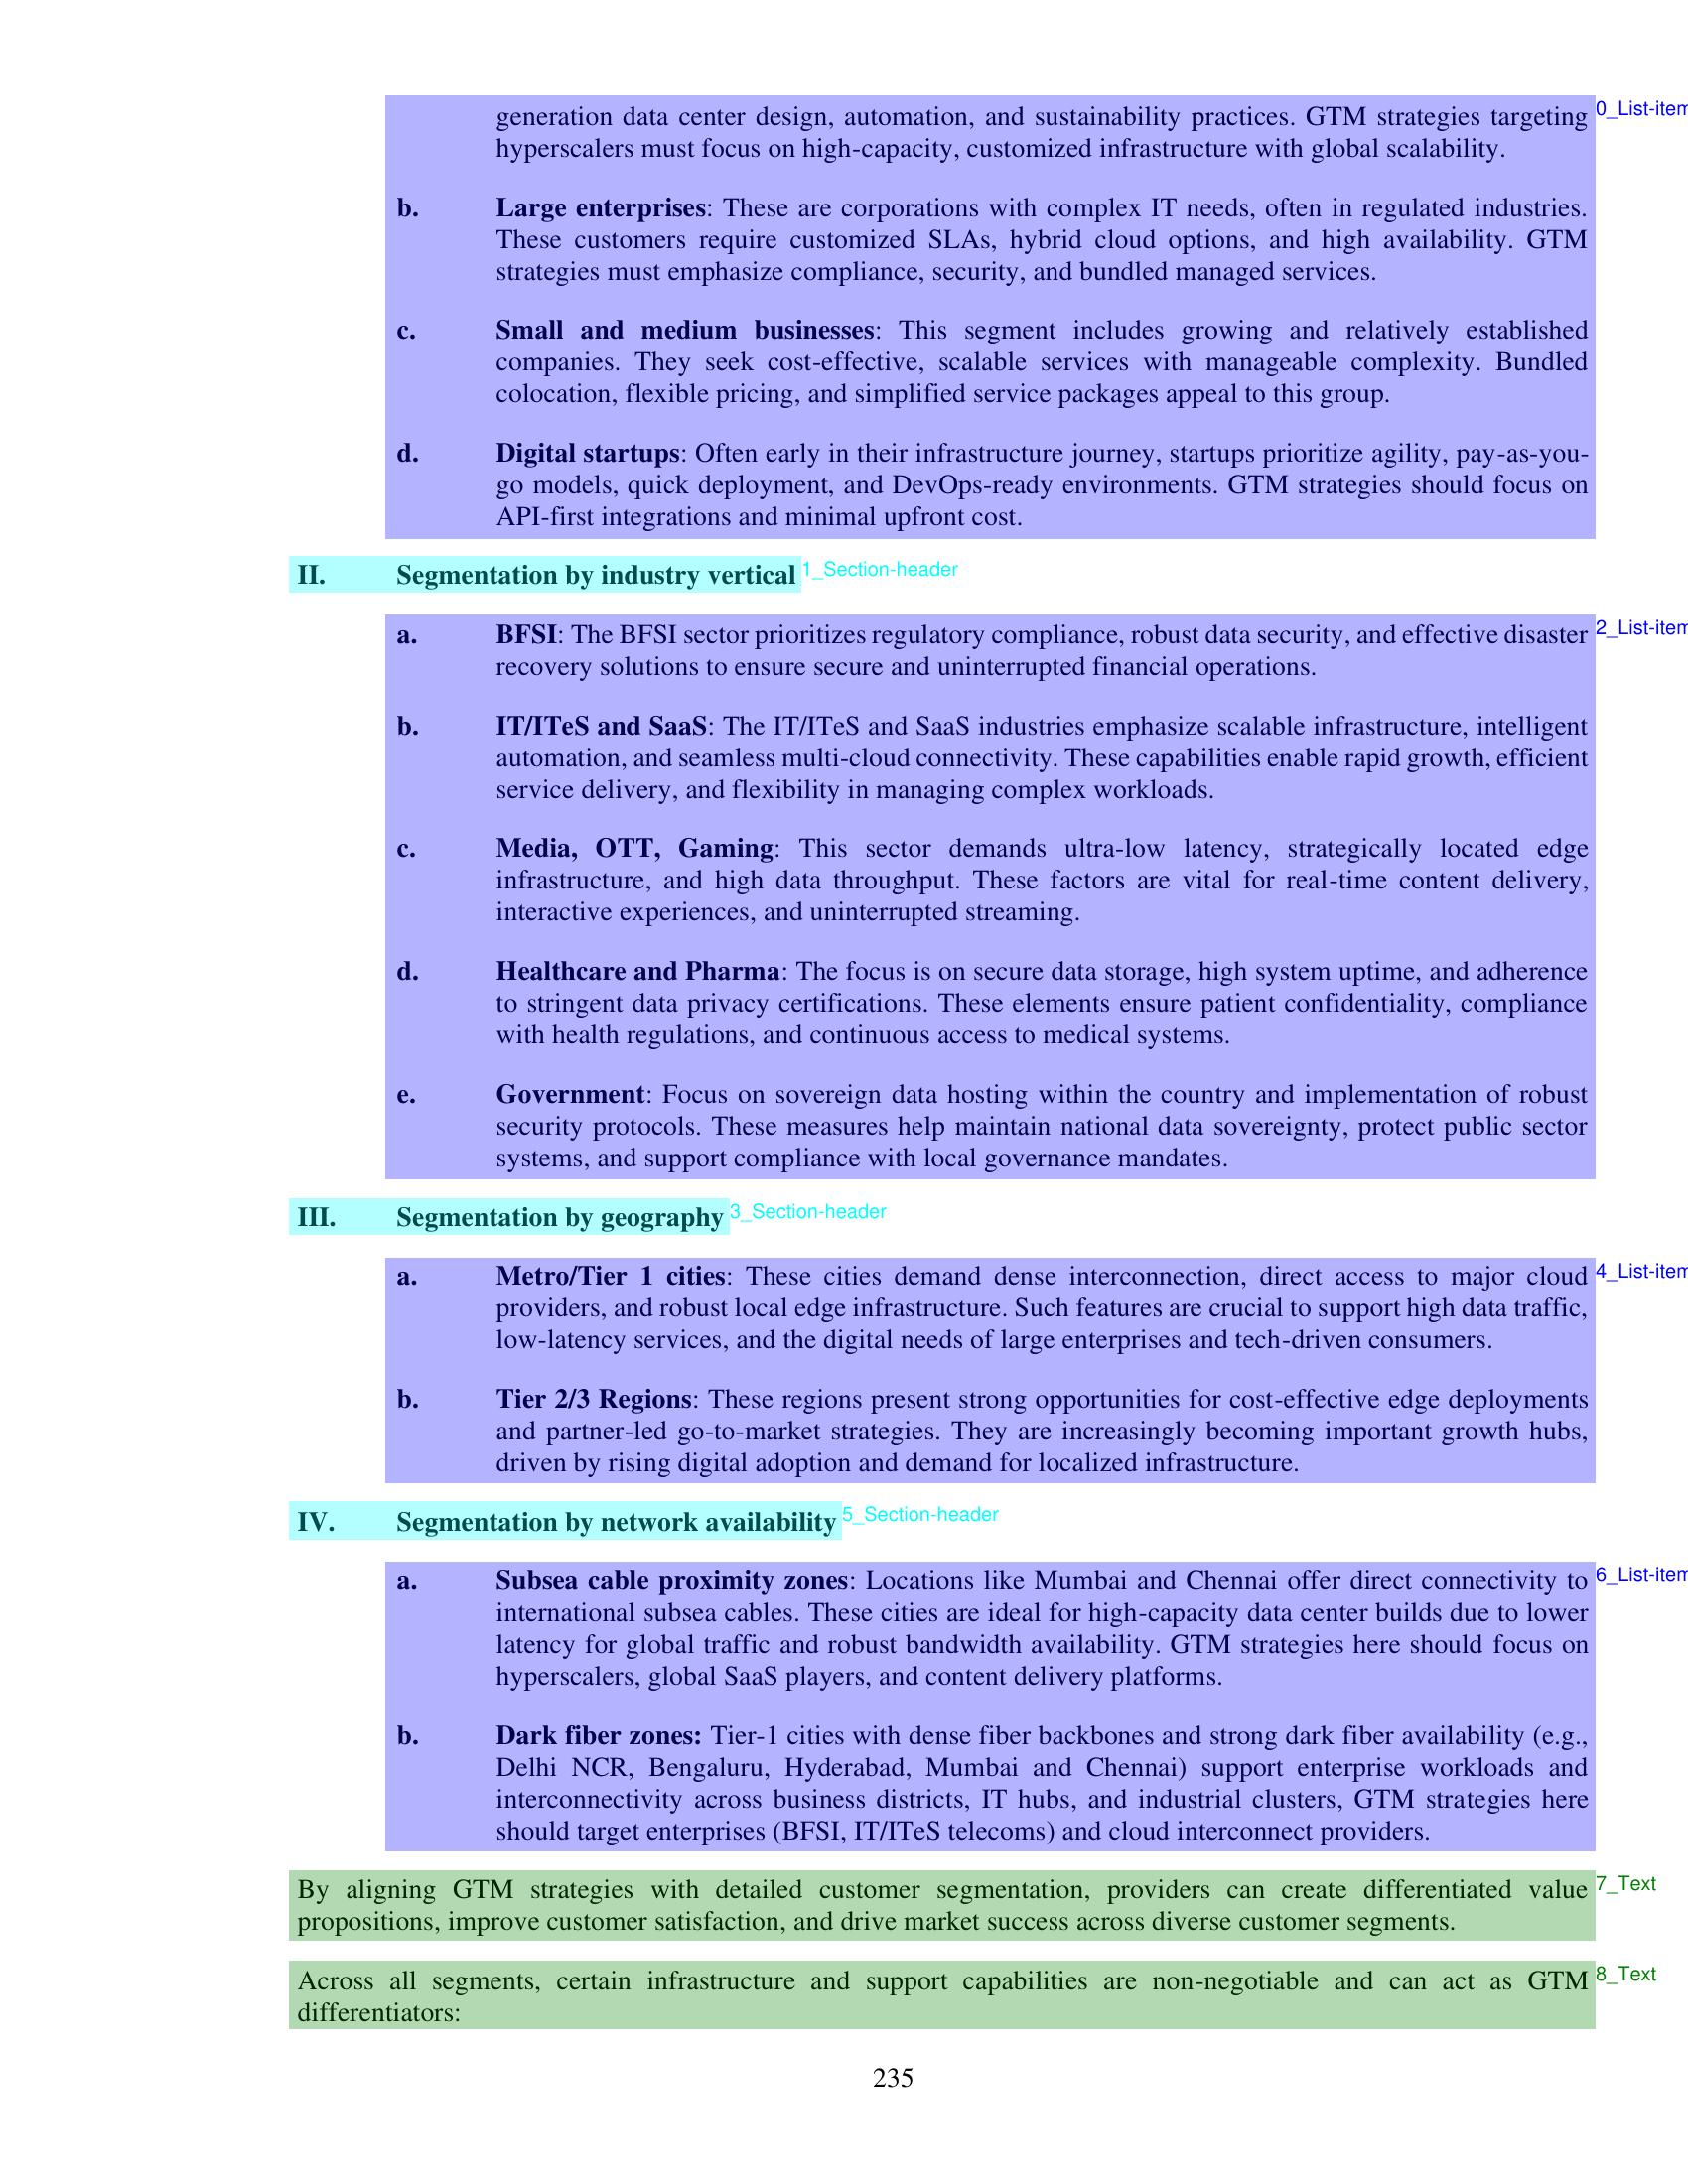 generation data center design, automation, and sustainability practices. GTM strategies targeting 0_List-item
hyperscalers must focus on high-capacity, customized infrastructure with global scalability.
b. Large enterprises: These are corporations with complex IT needs, often in regulated industries.
These customers require customized SLAs, hybrid cloud options, and high availability. GTM
strategies must emphasize compliance, security, and bundled managed services.
c. Small and medium businesses: This segment includes growing and relatively established
companies. They seek cost-effective, scalable services with manageable complexity. Bundled
colocation, flexible pricing, and simplified service packages appeal to this group.
d. Digital startups: Often early in their infrastructure journey, startups prioritize agility, pay-as-you-
go models, quick deployment, and DevOps-ready environments. GTM strategies should focus on
API-first integrations and minimal upfront cost.
II. Segmentation by industry vertical 1_Section-header
a. BFSI: The BFSI sector prioritizes regulatory compliance, robust data security, and effective disaster 2_List-item
recovery solutions to ensure secure and uninterrupted financial operations.
b. IT/ITeS and SaaS: The IT/ITeS and SaaS industries emphasize scalable infrastructure, intelligent
automation, and seamless multi-cloud connectivity. These capabilities enable rapid growth, efficient
service delivery, and flexibility in managing complex workloads.
c. Media, OTT, Gaming: This sector demands ultra-low latency, strategically located edge
infrastructure, and high data throughput. These factors are vital for real-time content delivery,
interactive experiences, and uninterrupted streaming.
d. Healthcare and Pharma: The focus is on secure data storage, high system uptime, and adherence
to stringent data privacy certifications. These elements ensure patient confidentiality, compliance
with health regulations, and continuous access to medical systems.
e. Government: Focus on sovereign data hosting within the country and implementation of robust
security protocols. These measures help maintain national data sovereignty, protect public sector
systems, and support compliance with local governance mandates.
III. Segmentation by geography 3_Section-header
a. Metro/Tier 1 cities: These cities demand dense interconnection, direct access to major cloud 4_List-item
providers, and robust local edge infrastructure. Such features are crucial to support high data traffic,
low-latency services, and the digital needs of large enterprises and tech-driven consumers.
b. Tier 2/3 Regions: These regions present strong opportunities for cost-effective edge deployments
and partner-led go-to-market strategies. They are increasingly becoming important growth hubs,
driven by rising digital adoption and demand for localized infrastructure.
IV. Segmentation by network availability 5_Section-header
a. Subsea cable proximity zones: Locations like Mumbai and Chennai offer direct connectivity to 6_List-item
international subsea cables. These cities are ideal for high-capacity data center builds due to lower
latency for global traffic and robust bandwidth availability. GTM strategies here should focus on
hyperscalers, global SaaS players, and content delivery platforms.
b. Dark fiber zones: Tier-1 cities with dense fiber backbones and strong dark fiber availability (e.g.,
Delhi NCR, Bengaluru, Hyderabad, Mumbai and Chennai) support enterprise workloads and
interconnectivity across business districts, IT hubs, and industrial clusters, GTM strategies here
should target enterprises (BFSI, IT/ITeS telecoms) and cloud interconnect providers.
By aligning GTM strategies with detailed customer segmentation, providers can create differentiated value 7_Text
propositions, improve customer satisfaction, and drive market success across diverse customer segments.
Across all segments, certain infrastructure and support capabilities are non-negotiable and can act as GTM 8_Text
differentiators:
235